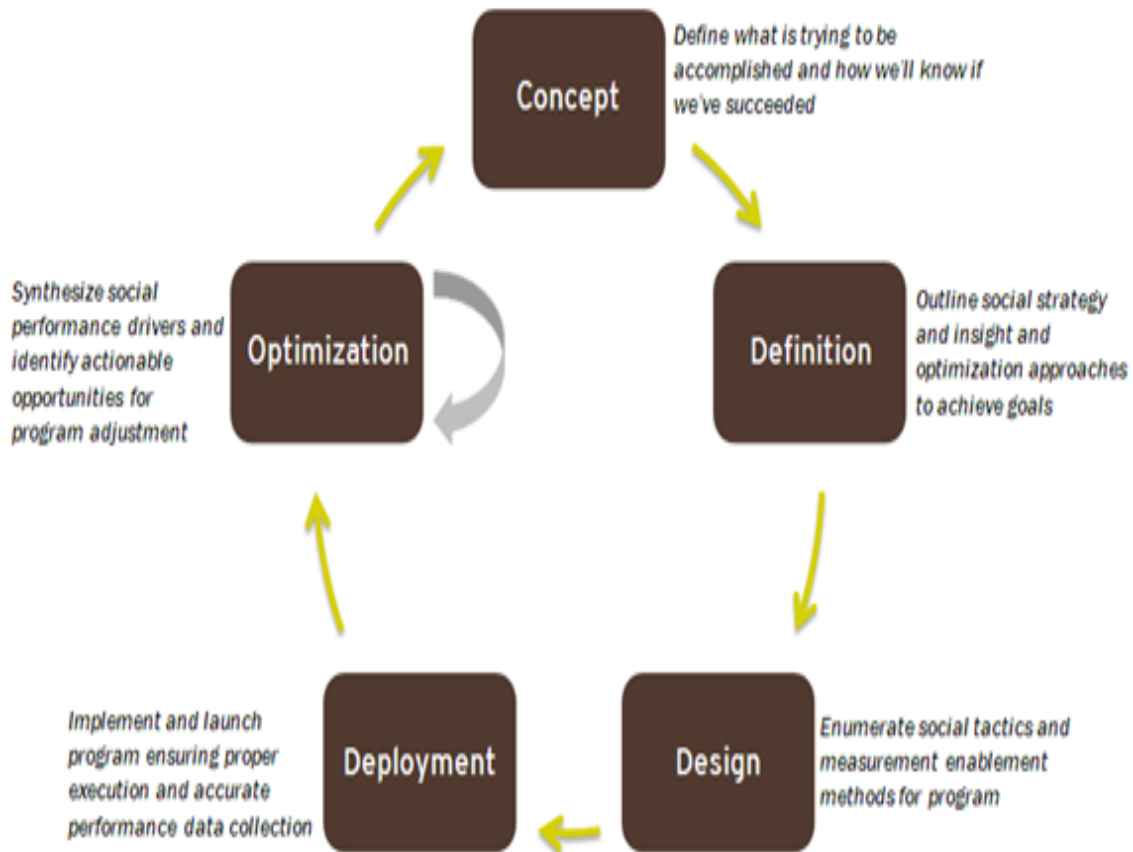 Concept
Define what is trying to be
accomplished and how we'll know if
we've succeeded
Definition
Outline social strategy
and insight and
optimization approaches
to achieve goals
Design
Enumerate social tactics and
measurement enablement
methods for program
Deployment
Implement and launch
program ensuring proper
execution and accurate
performance data collection
Optimization
Synthesize social
performance drivers and
identify actionable
opportunities for
program adjustment